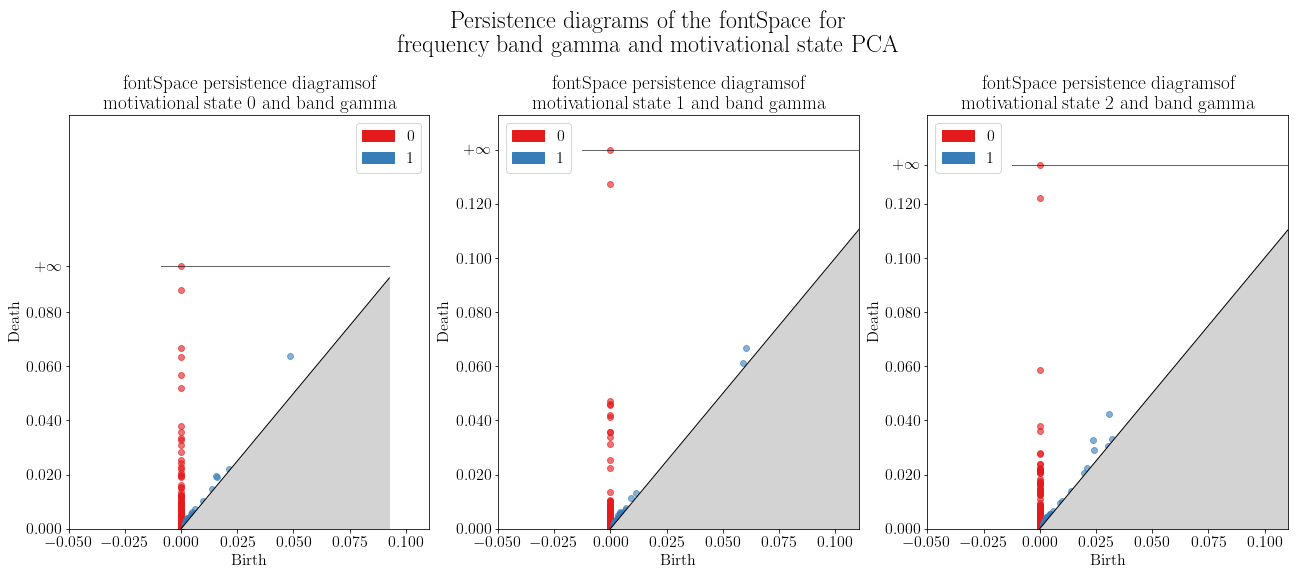 Persistence diagrams of the fontSpace for
frequency band gamma and motivational state PCA
fontSpace persistence diagramsof
motivational state 0 and band gamma
0
1
+∞
0.080
0.060
0.040
0.020
0.000
Death
−0.050 −0.025 0.000 0.025 0.050 0.075 0.100
Birth
fontSpace persistence diagramsof
motivational state 1 and band gamma
0
1
+∞
0.120
0.100
0.080
0.060
0.040
0.020
0.000
Death
−0.050 −0.025 0.000 0.025 0.050 0.075 0.100
Birth
fontSpace persistence diagramsof
motivational state 2 and band gamma
0
1
+∞
0.120
0.100
0.080
0.060
0.040
0.020
0.000
Death
−0.050 −0.025 0.000 0.025 0.050 0.075 0.100
Birth